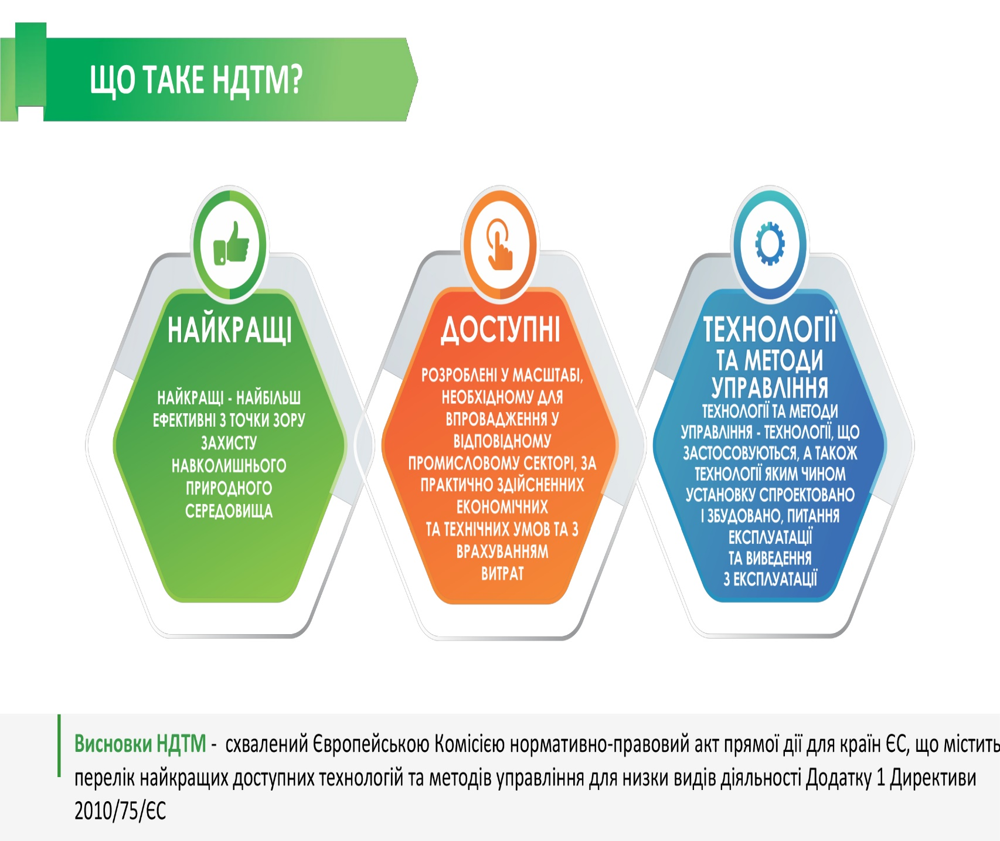 ЩО ТАКЕ НДТМ?
НАЙКРАЩІ
НАЙКРАЩІ - НАЙБІЛЬШ
ЕФЕКТИВНІ З ТОЧКИ ЗОРУ
ЗАХИСТУ
НАВКОЛИШНЬОГО
ПРИРОДНОГО
СЕРЕДОВИЩА
ДОСТУПНІ
РОЗРОБЛЕНІ У МАСШТАБІ,
НЕОБХІДНОМУ ДЛЯ
ВПРОВАДЖЕННЯ У
ВІДПОВІДНОМУ
ПРОМИСЛОВОМУ СЕКТОРІ, ЗА
ПРАКТИЧНО ЗДІЙСНЕННИХ
ЕКОНОМІЧНИХ
ТА ТЕХНІЧНИХ УМОВ ТА З
ВРАХУВАННЯМ
ВИТРАТ
ТЕХНОЛОГІЇ
ТА МЕТОДИ
УПРАВЛІННЯ
ТЕХНОЛОГІЇ ТА МЕТОДИ
УПРАВЛІННЯ - ТЕХНОЛОГІЇ, ЩО
ЗАСТОСОВУЮТЬСЯ, А ТАКОЖ
ТЕХНОЛОГІЇ ЯКИМ ЧИНОМ
УСТАНОВКУ СПРОЕКТОВАНО
І ЗБУДОВАНО, ПИТАННЯ
ЕКСПЛУАТАЦІЇ
ТА ВИВЕДЕННЯ
З ЕКСПЛУАТАЦІЇ
Висновки НДТМ - схвалений Європейською Комісією нормативно-правовий акт прямої дії для країн ЄС, що містить
перелік найкращих доступних технологій та методів управління для низки видів діяльності Додатку 1 Директиви
2010/75/ЄС